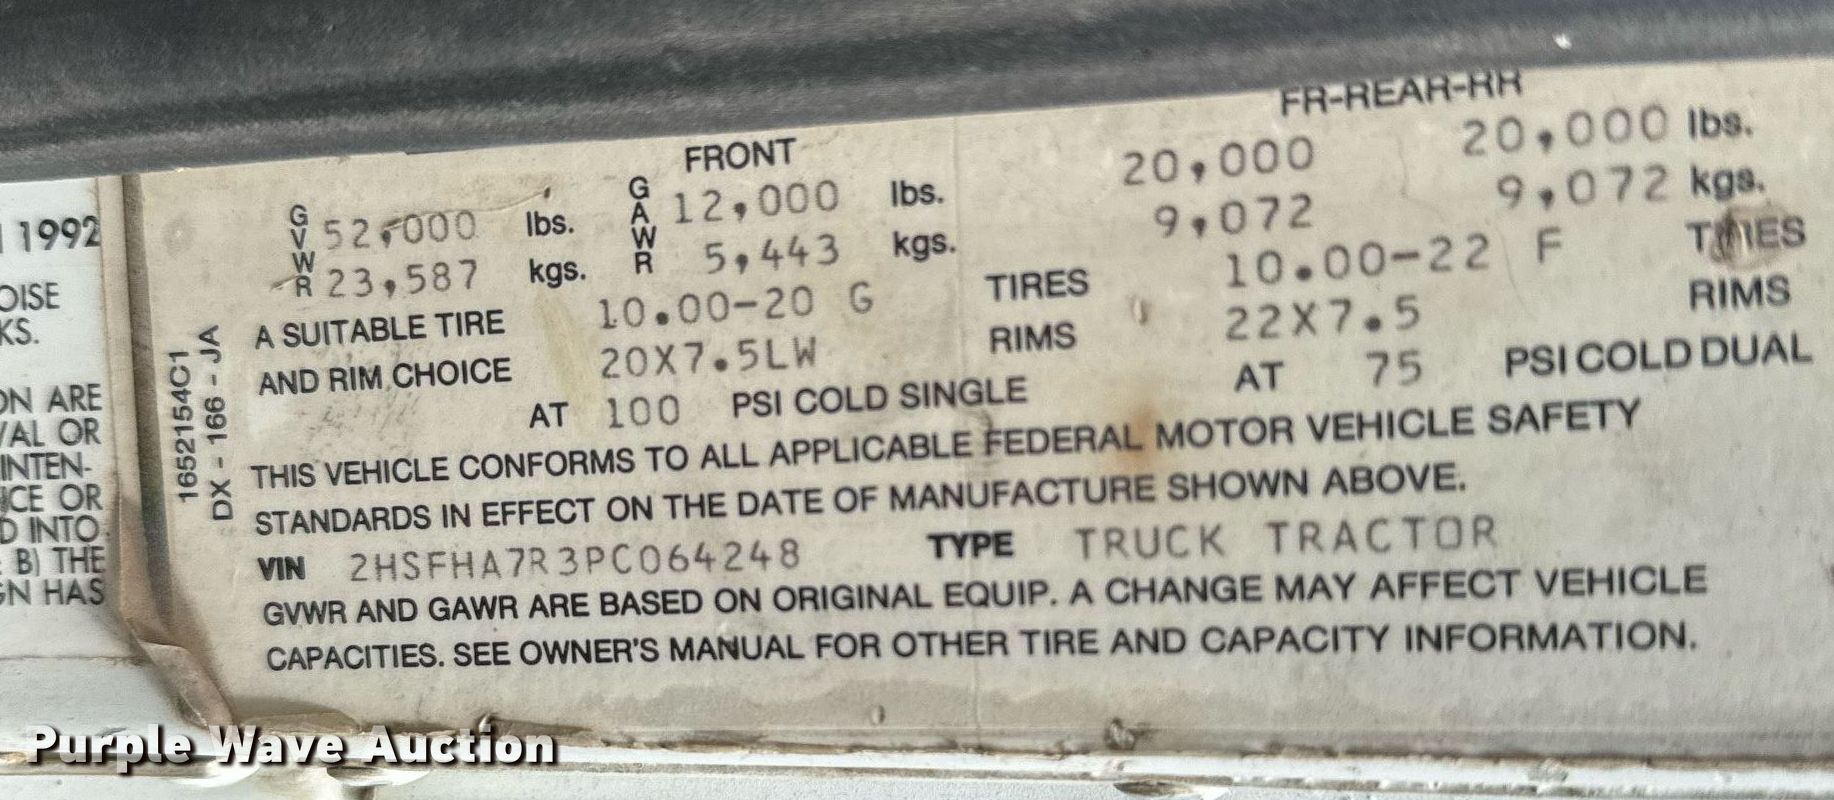 1992
OISE
KS.
ON ARE
VAL OR
INTEN-
ICE OR
D INTO
B) THE
GN HAS
1652154C1
DX - 166 - JA
FRONT
FR-REAR-RR
GVWR 52,000 lbs. GAWR 12,000 lbs. 20,000 20,000 lbs.
23,587 kgs. 5,443 kgs. 9,072 9,072 kgs.
A SUITABLE TIRE 10.00-20 G TIRES 10.00-22 F TIRES
AND RIM CHOICE 20X7.5LW RIMS 22X7.5 RIMS
AT 100 PSI COLD SINGLE AT 75 PSI COLD DUAL
THIS VEHICLE CONFORMS TO ALL APPLICABLE FEDERAL MOTOR VEHICLE SAFETY
STANDARDS IN EFFECT ON THE DATE OF MANUFACTURE SHOWN ABOVE.
VIN 2HSFHA7R3PC064248 TYPE TRUCK TRACTOR
GVWR AND GAWR ARE BASED ON ORIGINAL EQUIP. A CHANGE MAY AFFECT VEHICLE
CAPACITIES. SEE OWNER'S MANUAL FOR OTHER TIRE AND CAPACITY INFORMATION.
Purple Wave Auction